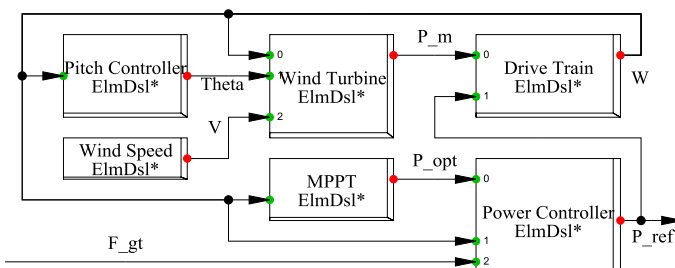 P_m
0
0
Pitch Controller
ElmDsl*
Theta
1
Wind Turbine
ElmDsl*
Drive Train
ElmDsl*
W
1
V
2
Wind Speed
ElmDsl*
P_opt
MPPT
ElmDsl*
0
Power Controller
ElmDsl*
P_ref
F_gt
1
2